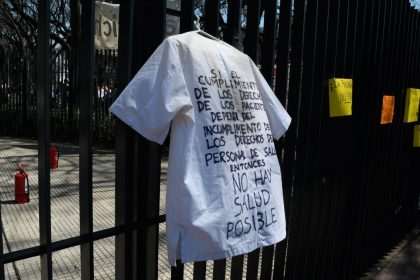 SI EL
CUMPLIMIENTO
DE LOS DERECHOS
DE LOS PACIENTES
DEPENDE DEL
INCUMPLIMIENTO DE
LOS DERECHOS DEL
PERSONAL DE SALUD
ENTONCES
NO HAY
SALUD
POSIBLE